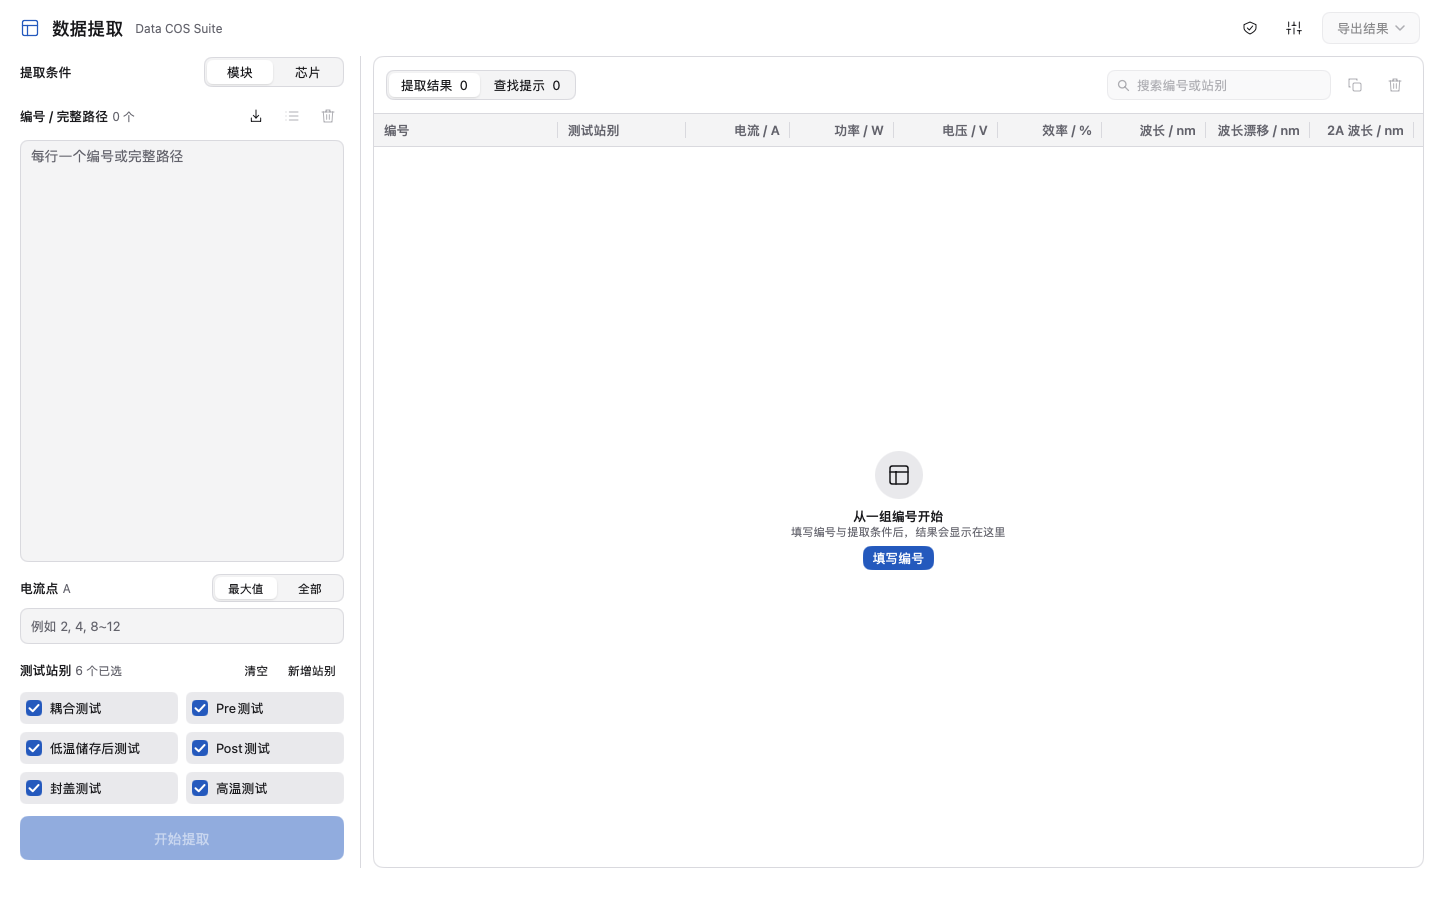 数据提取 Data COS Suite
导出结果
提取条件
模块 芯片
编号 / 完整路径 0 个
每行一个编号或完整路径
电流点 A
最大值 全部
例如 2, 4, 8~12
测试站别 6 个已选
清空 新增站别
耦合测试 Pre测试
低温储存后测试 Post测试
封盖测试 高温测试
开始提取
提取结果 0 查找提示 0
搜索编号或站别
编号 测试站别 电流 / A 功率 / W 电压 / V 效率 / % 波长 / nm 波长漂移 / nm 2A 波长 / nm
从一组编号开始
填写编号与提取条件后，结果会显示在这里
填写编号